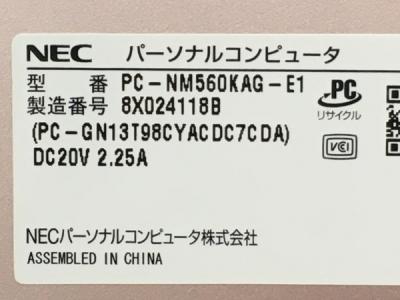 NEC パーソナルコンピュータ
型 番 PC-NM560KAG-E1
製造番号 8X024118B
(PC-GN13T98CYACDC7CDA)
DC20V 2.25A
PC
リサイクル
VCCI
NECパーソナルコンピュータ株式会社
ASSEMBLED IN CHINA